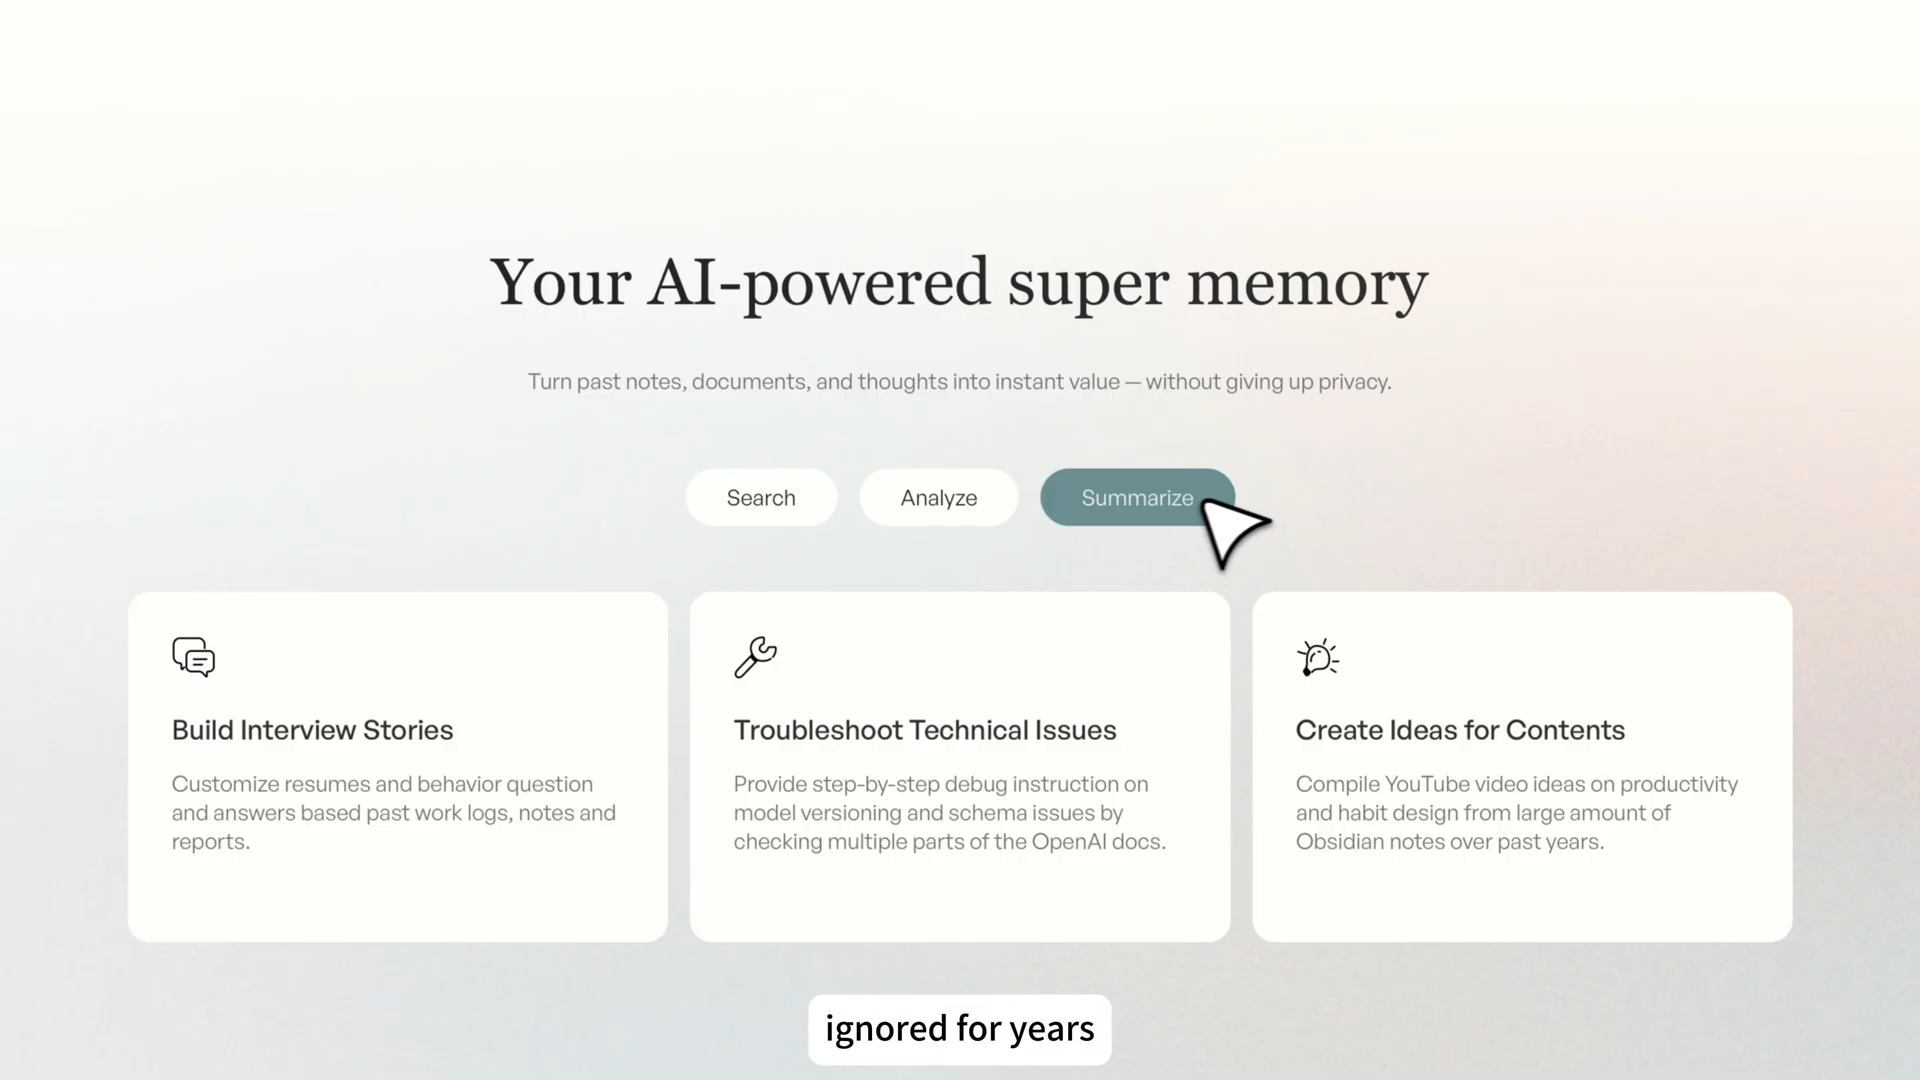 Your AI-powered super memory
Turn past notes, documents, and thoughts into instant value — without giving up privacy.
Search
Analyze
Summarize
Build Interview Stories
Customize resumes and behavior question
and answers based past work logs, notes and
reports.
Troubleshoot Technical Issues
Provide step-by-step debug instruction on
model versioning and schema issues by
checking multiple parts of the OpenAI docs.
Create Ideas for Contents
Compile YouTube video ideas on productivity
and habit design from large amount of
Obsidian notes over past years.
ignored for years